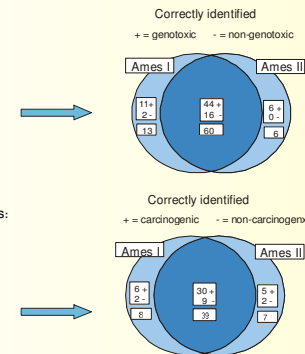 Correctly identified
+ = genotoxic - = non-genotoxic
Ames I Ames II
11+ 44 + 6 +
2 - 16 - 0 -
13 60 6
Correctly identified
s:
+ = carcinogenic - = non-carcinogenx
Ames I Ames II
6 + 30 + 5 +
2 - 9 - 2 -
8 39 7